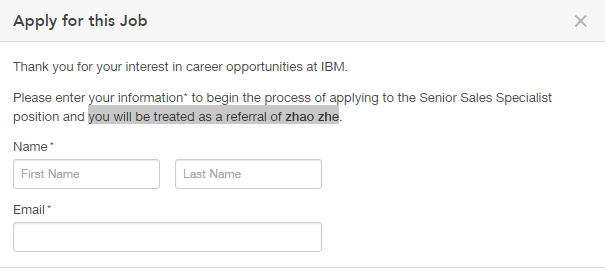 Apply for this Job
Thank you for your interest in career opportunities at IBM.
Please enter your information* to begin the process of applying to the Senior Sales Specialist
position and you will be treated as a referral of zhao zhe.
Name*
First Name Last Name
Email*